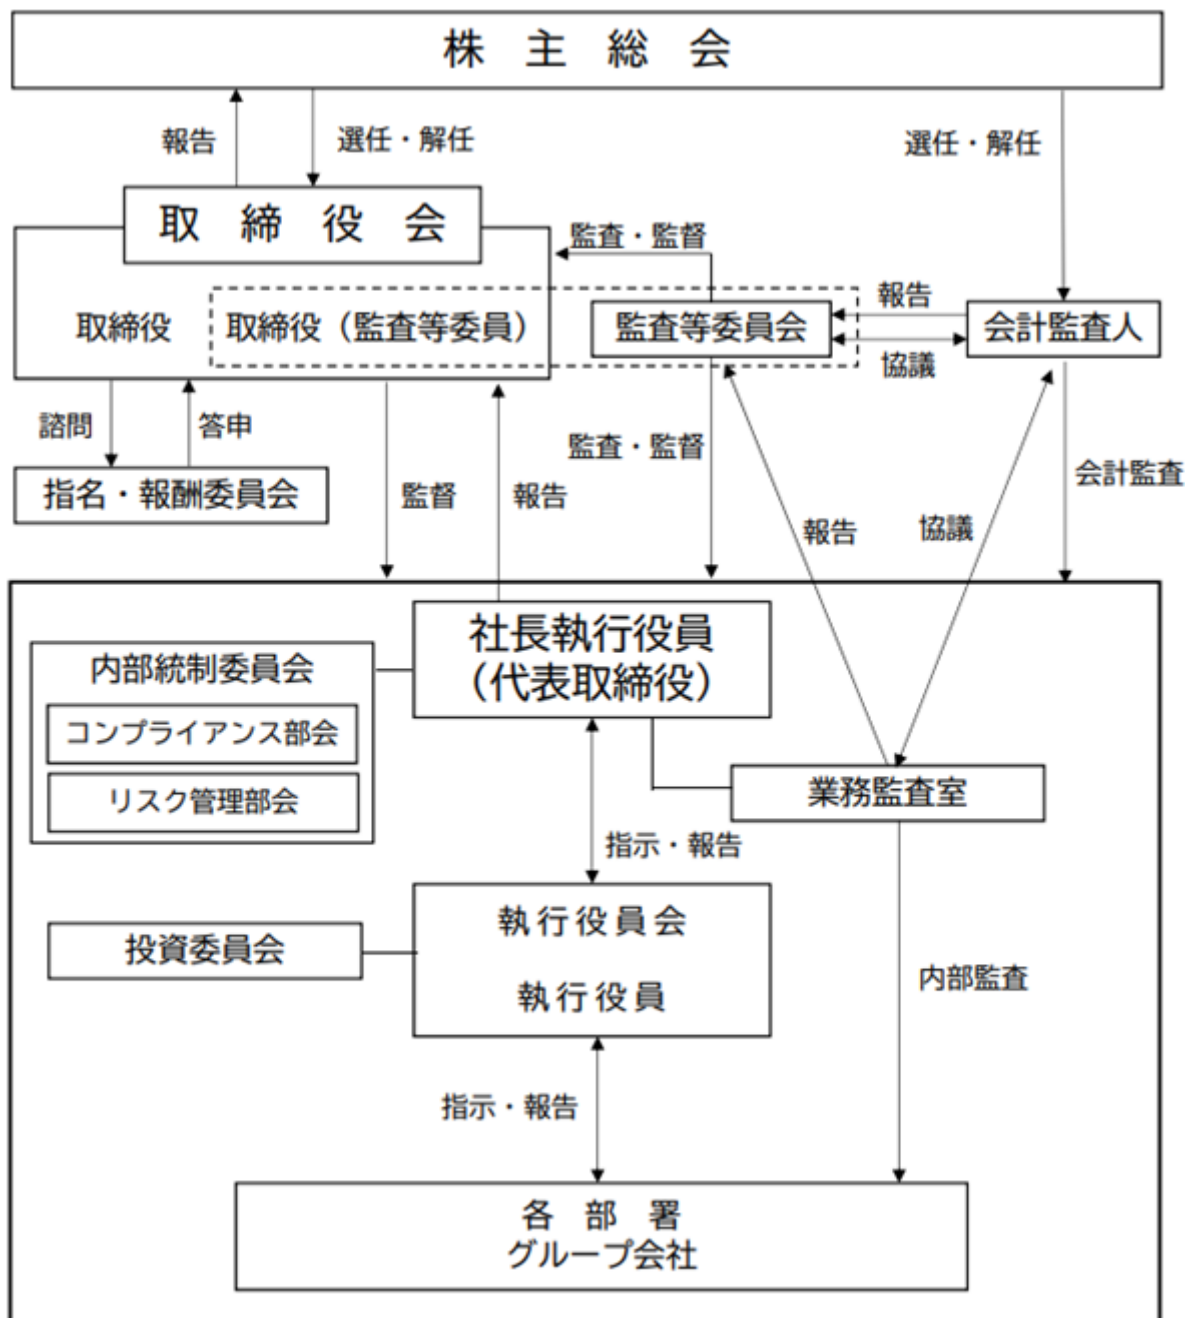 株　主　総　会
報告
選任・解任
選任・解任
取　締　役　会
監査・監督
取締役
取締役（監査等委員）
監査等委員会
報告
協議
会計監査人
諮問
答申
監督
報告
監査・監督
報告
協議
会計監査
指名・報酬委員会
社長執行役員
（代表取締役）
内部統制委員会
コンプライアンス部会
リスク管理部会
業務監査室
指示・報告
執行役員会
執行役員
投資委員会
内部監査
指示・報告
各　部　署
グループ会社